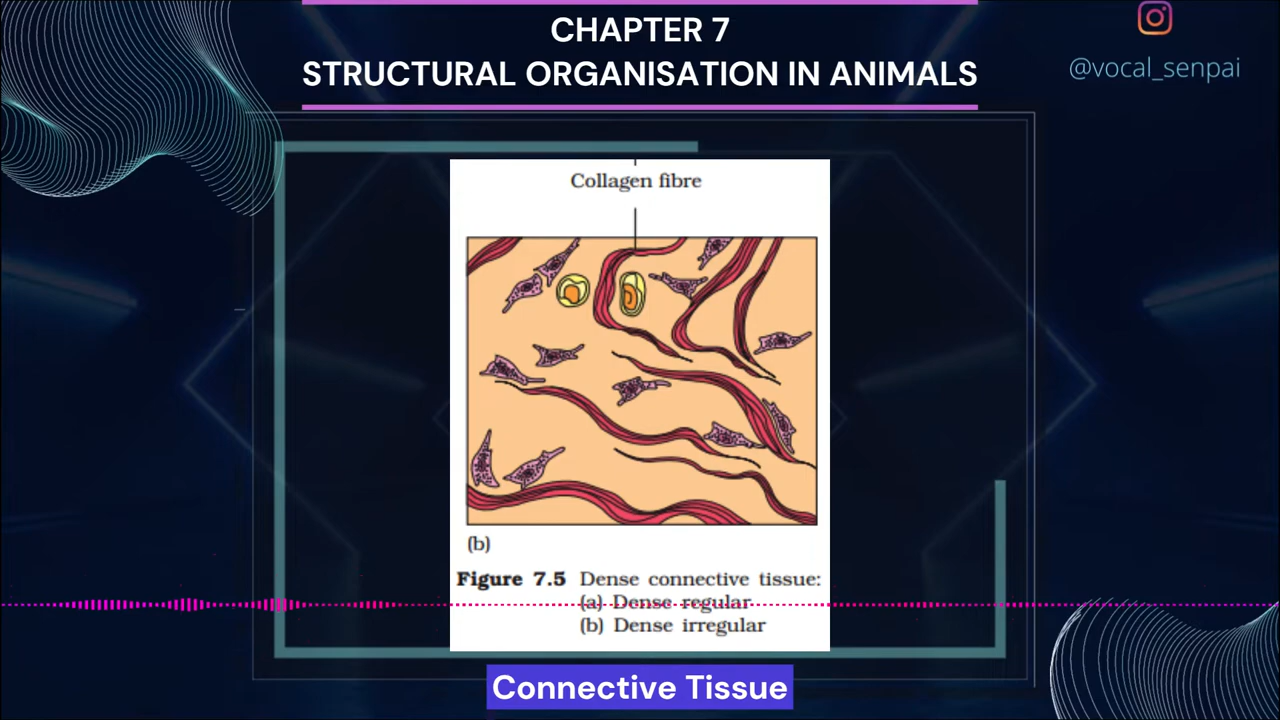 CHAPTER 7
STRUCTURAL ORGANISATION IN ANIMALS
@vocal_senpai
Collagen fibre
(b)
Figure 7.5 Dense connective tissue:
(a) Dense regular
(b) Dense irregular
Connective Tissue